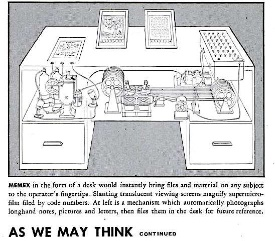 MEMEX in the form of a desk would instantly bring files and material on any subject
to the operator's fingertips. Slanting translucent viewing screens magnify supermicro-
film filed by code numbers. At left is a mechanism which automatically photographs
longhand notes, pictures and letters, then files them in the desk for future reference.
AS WE MAY THINK CONTINUED